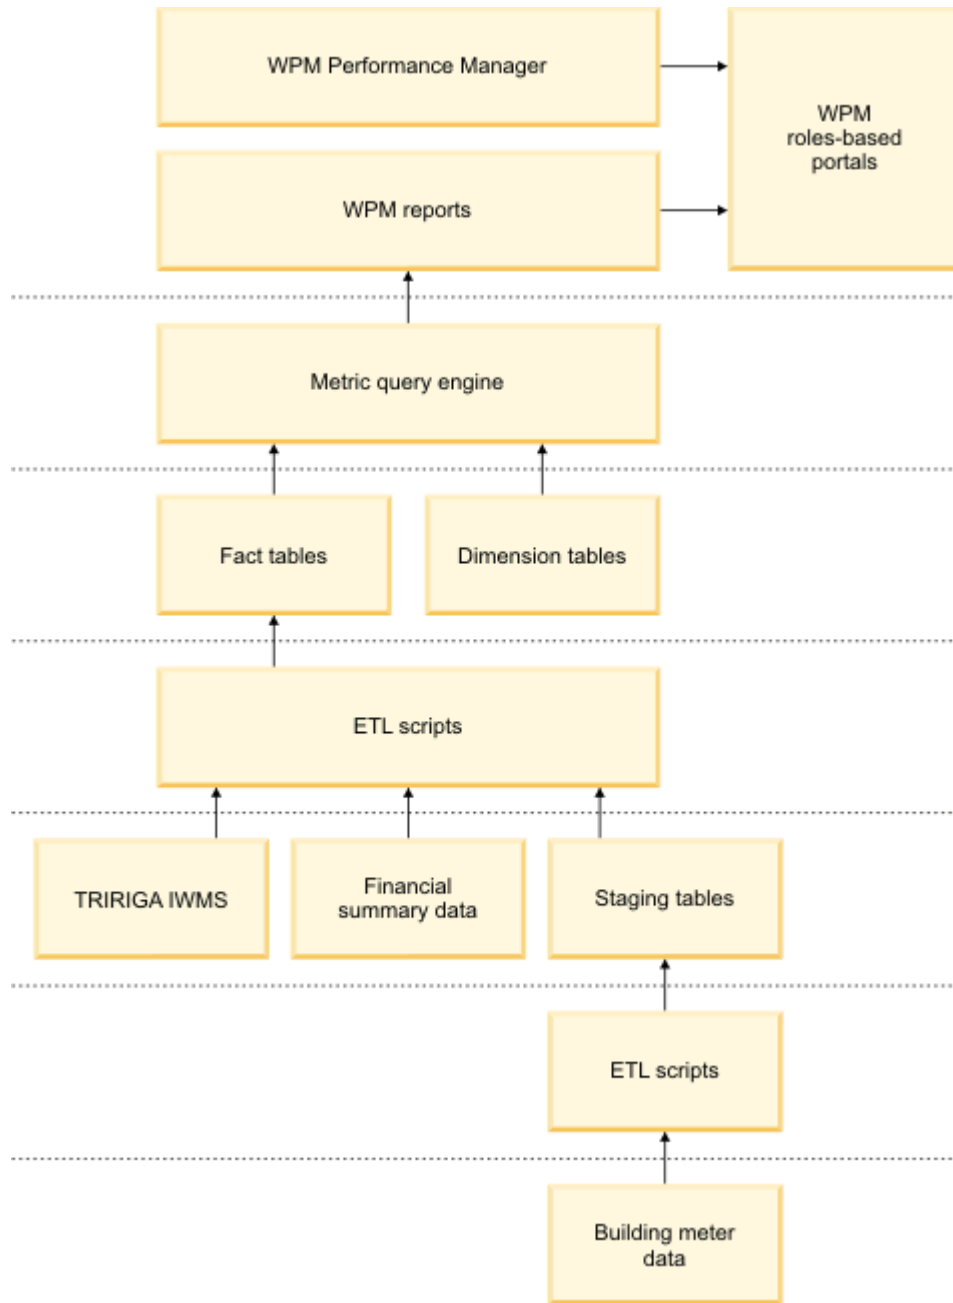 WPM Performance Manager
WPM
roles-based
portals
WPM reports
Metric query engine
Fact tables
Dimension tables
ETL scripts
TRIRIGA IWMS
Financial
summary data
Staging tables
ETL scripts
Building meter
data